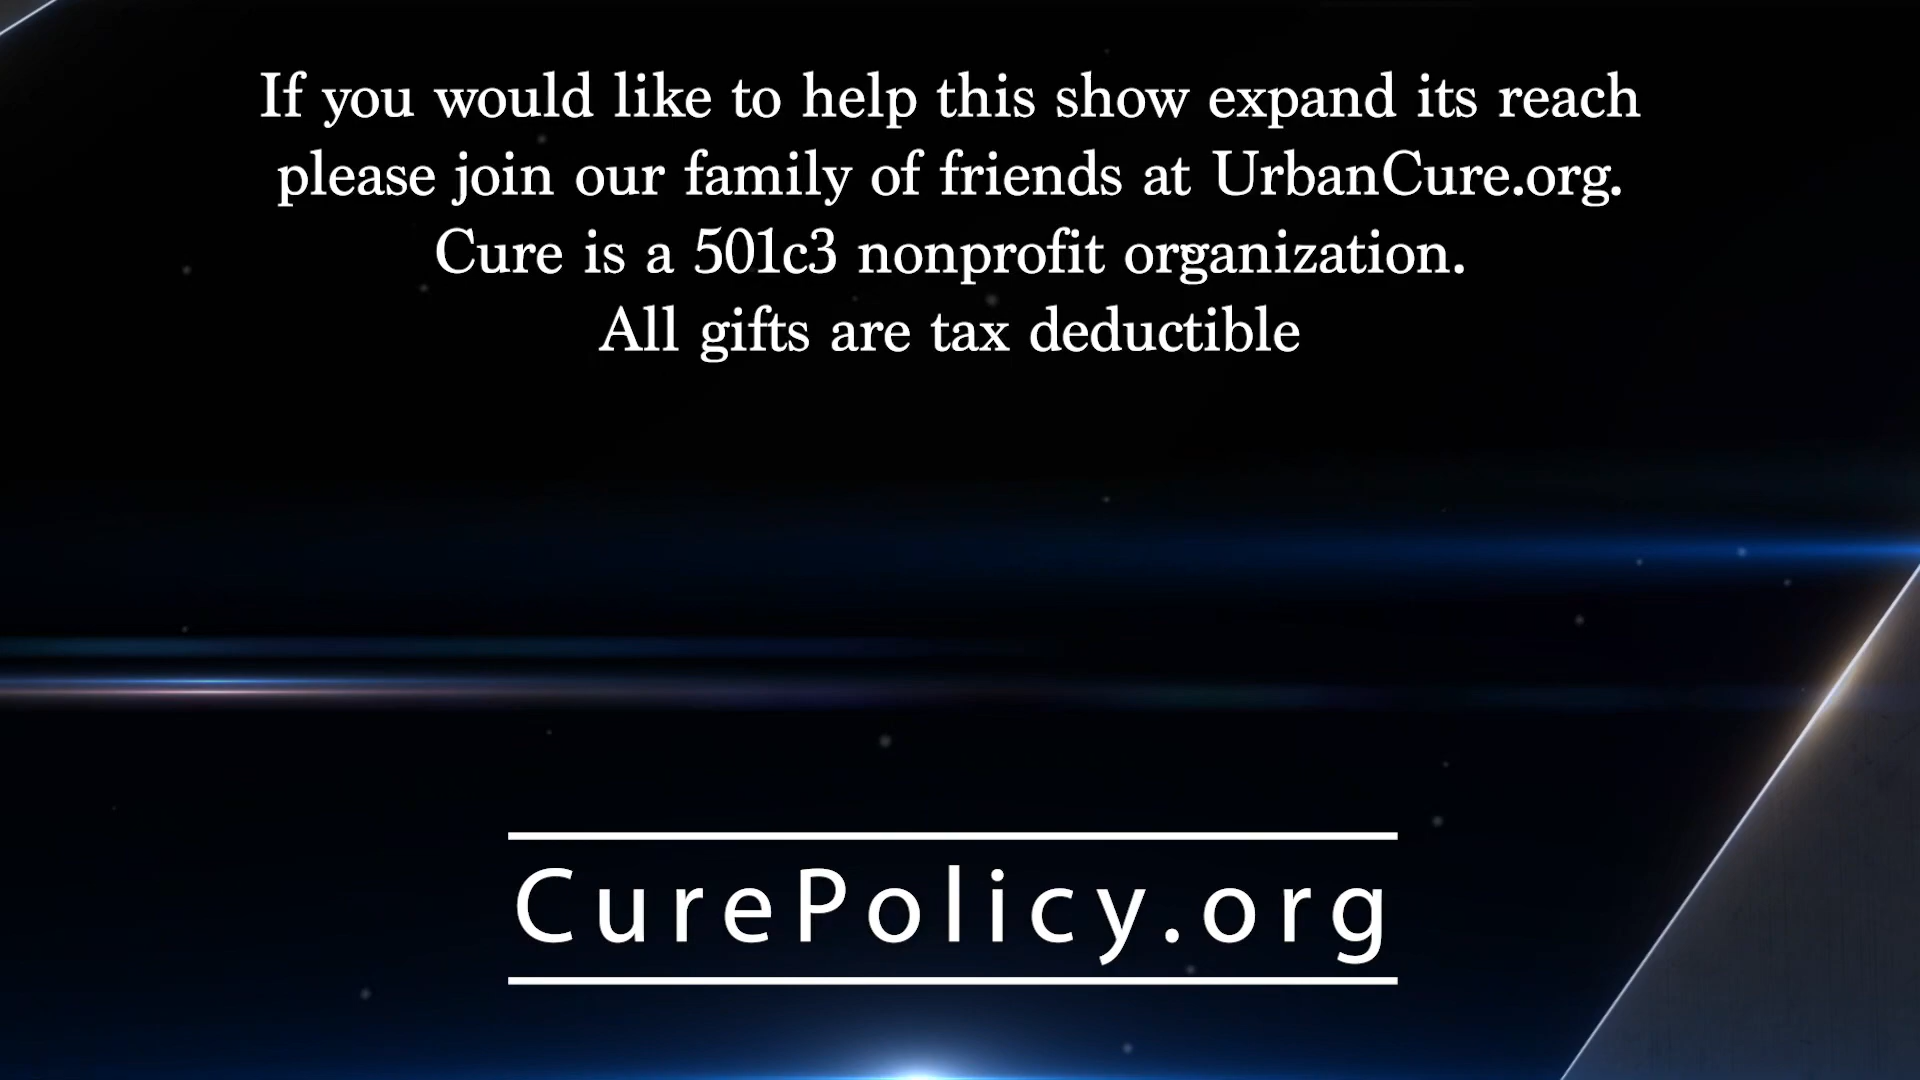 If you would like to help this show expand its reach
please join our family of friends at UrbanCure.org.
Cure is a 501c3 nonprofit organization.
All gifts are tax deductible
CurePolicy.org